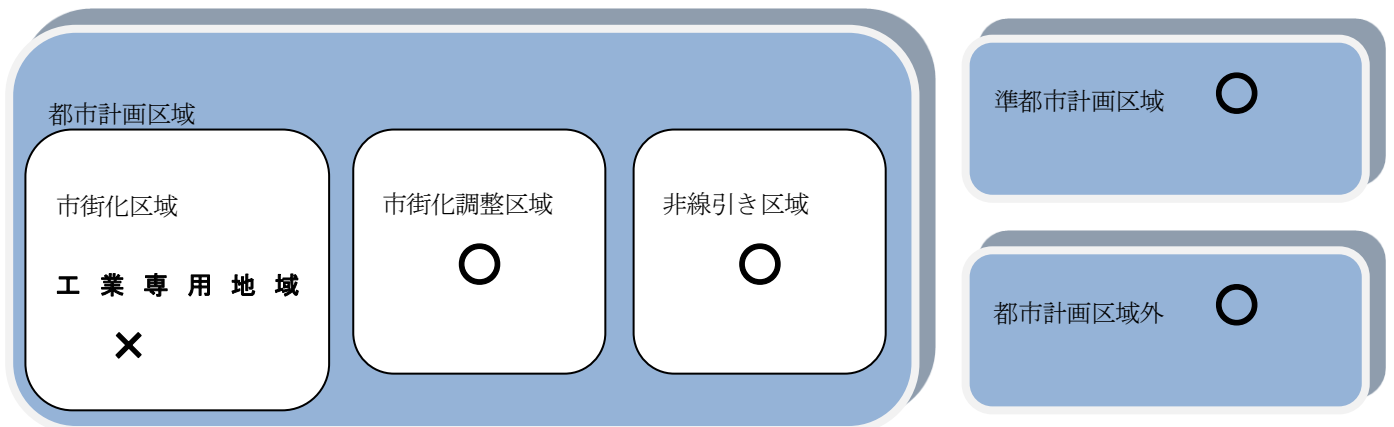 都市計画区域
市街化区域
工業専用地域
×
市街化調整区域
○
非線引き区域
○
準都市計画区域 ○
都市計画区域外 ○